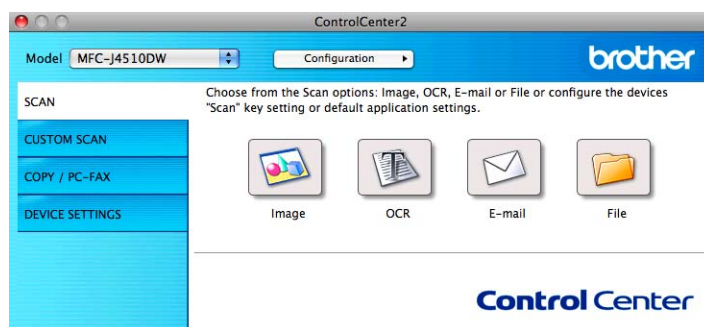 ControlCenter2
Model MFC-J4510DW Configuration brother
SCAN
CUSTOM SCAN
COPY / PC-FAX
DEVICE SETTINGS
Choose from the Scan options: Image, OCR, E-mail or File or configure the devices
"Scan" key setting or default application settings.
Image OCR E-mail File
Control Center